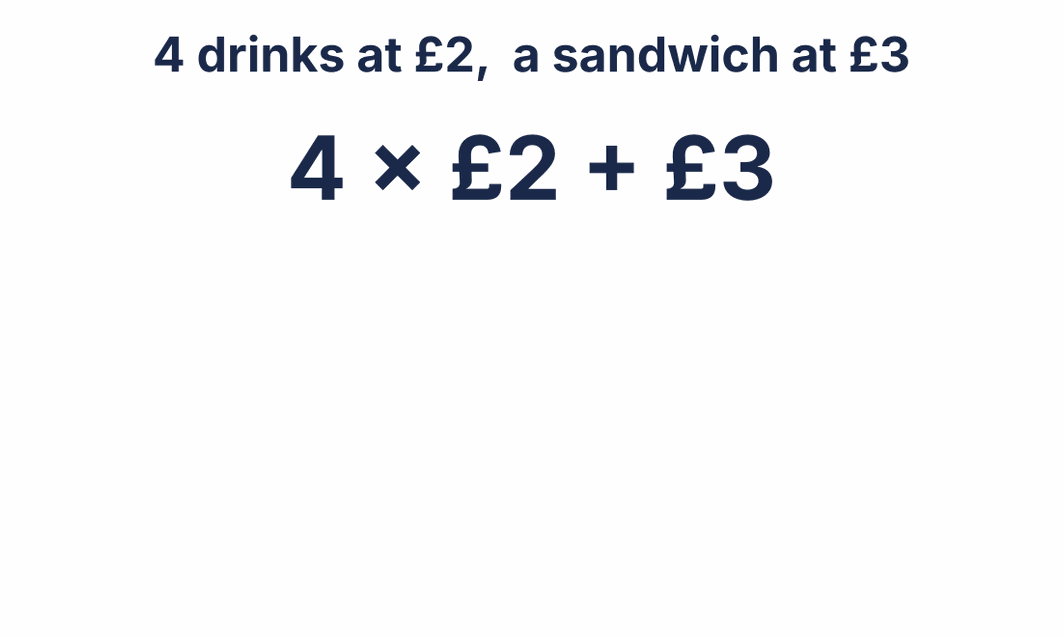 4 drinks at £2, a sandwich at £3
4 × £2 + £3